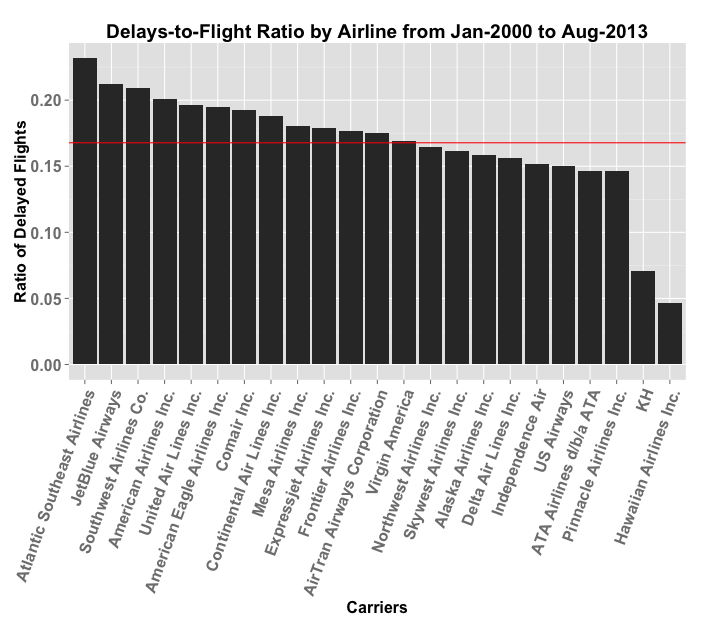 Delays-to-Flight Ratio by Airline from Jan-2000 to Aug-2013
Ratio of Delayed Flights
0.20
0.15
0.10
0.05
0.00
Atlantic Southeast Airlines
JetBlue Airways
Southwest Airlines Co.
American Airlines Inc.
United Air Lines Inc.
American Eagle Airlines Inc.
Comair Inc.
Continental Air Lines Inc.
Mesa Airlines Inc.
Expressjet Airlines Inc.
Frontier Airlines Inc.
AirTran Airways Corporation
Virgin America
Northwest Airlines Inc.
Skywest Airlines Inc.
Alaska Airlines Inc.
Delta Air Lines Inc.
Independence Air
US Airways
ATA Airlines d/b/a ATA
Pinnacle Airlines Inc.
KH
Hawaiian Airlines Inc.
Carriers